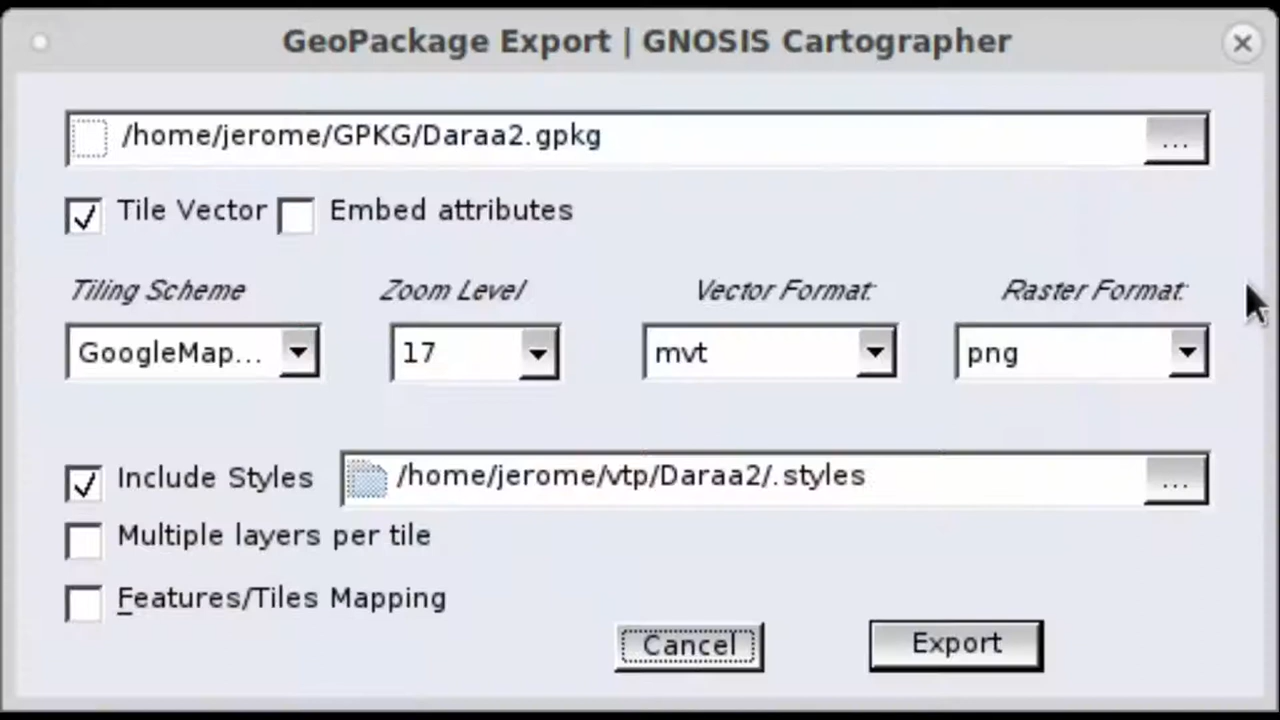 GeoPackage Export | GNOSIS Cartographer
/home/jerome/GPKG/Daraa2.gpkg ...
Tile Vector Embed attributes
Tiling Scheme Zoom Level Vector Format: Raster Format:
GoogleMap... 17 mvt png
Include Styles /home/jerome/vtp/Daraa2/.styles ...
Multiple layers per tile
Features/Tiles Mapping
Cancel Export